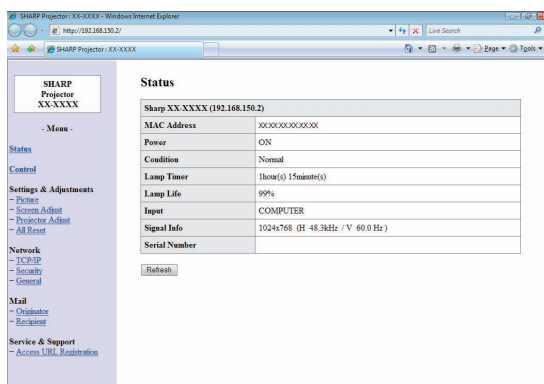 SHARP Projector : XX-XXXX - Windows Internet Explorer
http://192.168.150.2/
Live Search
SHARP Projector : XX-XXXX
Page
Tools
SHARP
Projector
XX-XXXX
- Menu -
Status
Control
Settings & Adjustments
– Picture
– Screen Adjust
– Projector Adjust
– All Reset
Network
– TCP/IP
– Security
– General
Mail
– Originator
– Recipient
Service & Support
– Access URL Registration
Status
Sharp XX-XXXX (192.168.150.2)
MAC Address XX:XX:XX:XX:XX:XX
Power ON
Condition Normal
Lamp Timer 1hour(s) 15minute(s)
Lamp Life 99%
Input COMPUTER
Signal Info 1024x768 (H 48.3kHz / V 60.0 Hz )
Serial Number
Refresh